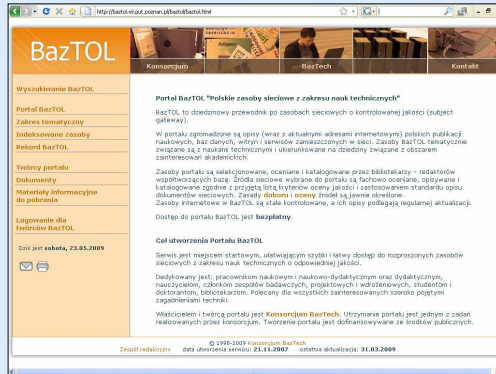 http://baztol.ml.put.poznan.pl/baztol/baztol.html
BazTOL
Konsorcjum
BazTech
Kontakt
Wyszukiwanie BazTOL
Portal BazTOL
Zakres tematyczny
Indeksowane zasoby
Rekord BazTOL
Twórcy portalu
Dokumenty
Materiały informacyjne
do pobrania
Logowanie dla
twórców BazTOL
Dziś jest sobota, 23.05.2009
Portal BazTOL "Polskie zasoby sieciowe z zakresu nauk technicznych"
BazTOL to dziedzinowy przewodnik po zasobach sieciowych o kontrolowanej jakości (subject
gateway).
W portalu zgromadzone są opisy (wraz z aktualnymi adresami internetowymi) polskich publikacji
naukowych, baz danych, witryn i serwisów zamieszczonych w sieci. Zasoby BazTOL tematycznie
związane są z naukami technicznymi i ukierunkowane na dziedziny związane z obszarem
zainteresowań akademickich.
Zasoby portalu są selekcjonowane, oceniane i katalogowane przez bibliotekarzy - redaktorów
współtworzących bazę. Źródła sieciowe wybrane do portalu są fachowo oceniane, opisywane i
katalogowane zgodnie z przyjętą listą kryteriów oceny jakości i zastosowaniem standardu opisu
dokumentów sieciowych. Zasady doboru i oceny źródeł są jawnie określane.
Zasoby internetowe w BazTOL są stale kontrolowane, a ich opisy podlegają regularnej aktualizacji.
Dostęp do portalu BazTOL jest bezpłatny.
Cel utworzenia Portalu BazTOL
Serwis jest miejscem startowym, ułatwiającym szybki i łatwy dostęp do rozproszonych zasobów
sieciowych z zakresu nauk technicznych o odpowiedniej jakości.
Dedykowany jest: pracownikom naukowym i naukowo-dydaktycznym oraz dydaktycznym,
nauczycielom, członkom zespołów badawczych, projektowych i wdrożeniowych, studentom i
doktorantom, bibliotekarzom. Polecany dla wszystkich zainteresowanych szeroko pojętymi
zagadnieniami techniki.
Właścicielem i twórcą portalu jest Konsorcjum BazTech. Utrzymanie portalu jest jednym z zadań
realizowanych przez konsorcjum. Tworzenie portalu jest dofinansowywane ze środków publicznych.
© 1998-2009 Konsorcjum BazTech
Zespół redakcyjny data utworzenia serwisu: 21.11.2007 ostatnia aktualizacja: 31.03.2009